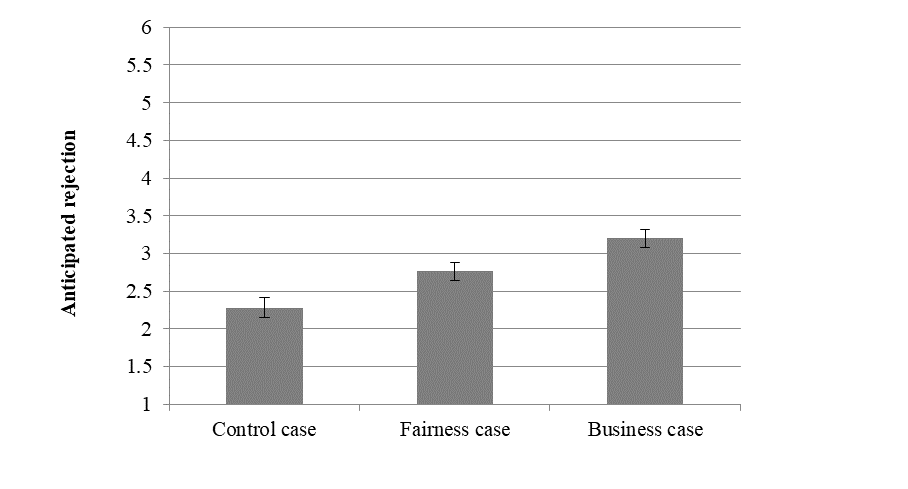 6
5.5
5
4.5
4
3.5
3
2.5
2
1.5
1
Anticipated rejection
Control case
Fairness case
Business case